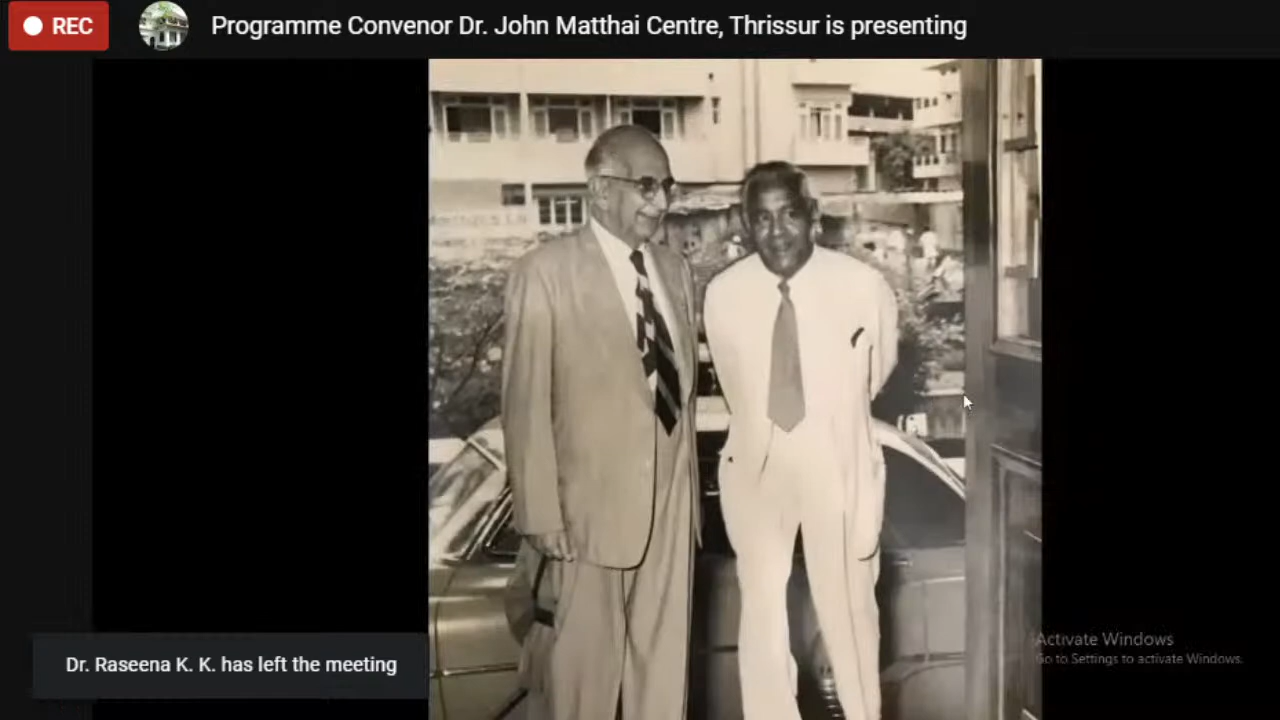 REC
Programme Convenor Dr. John Matthai Centre, Thrissur is presenting
Dr. Raseena K. K. has left the meeting
Activate Windows
Go to Settings to activate Windows.